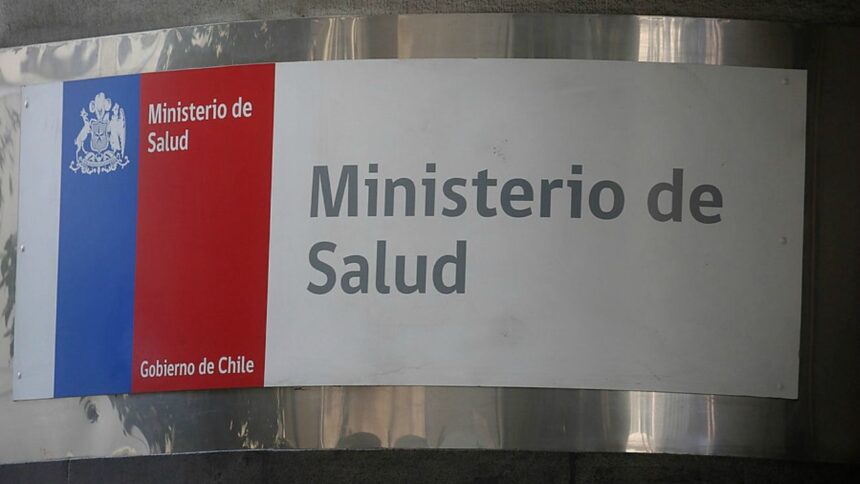 Ministerio de
Salud
Gobierno de Chile
Ministerio de
Salud